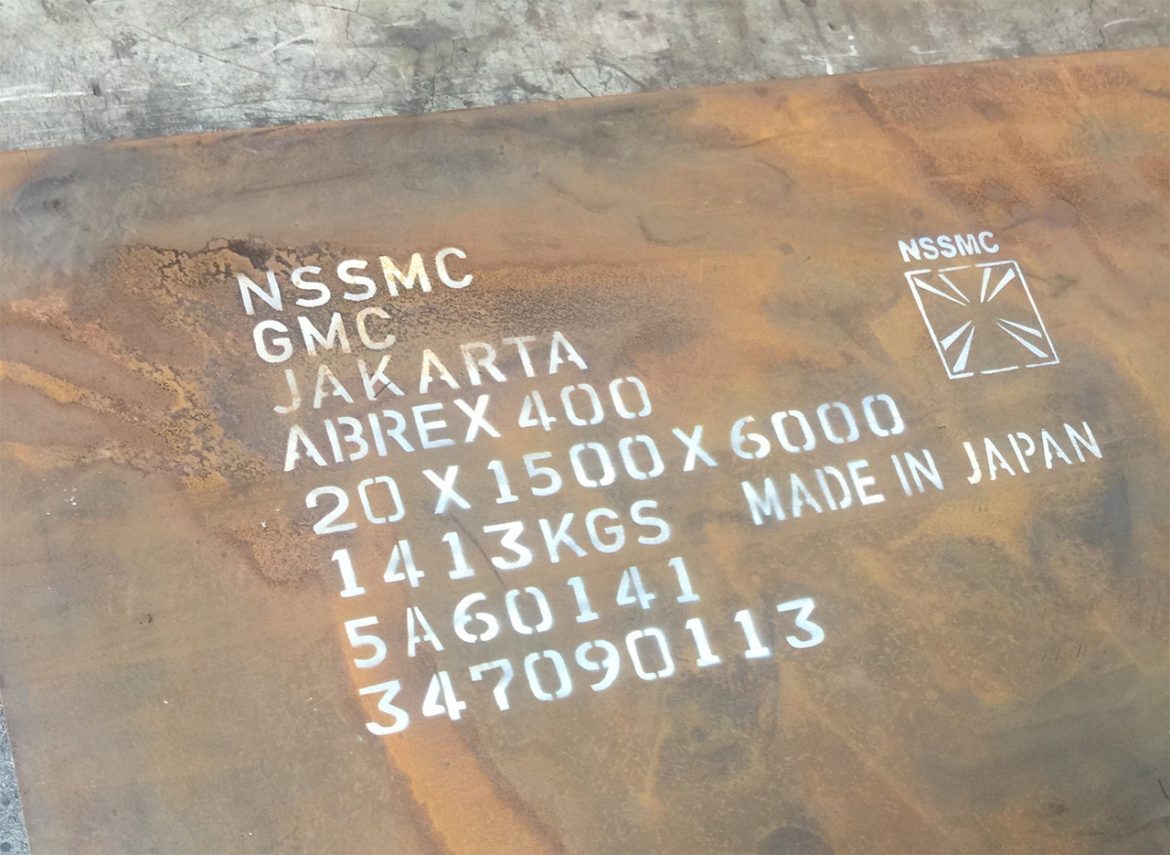 NSSMC
GMC
JAKARTA
ABREX 400
20 X 1500 X 6000
1413KGS
MADE IN JAPAN
5A60141
347090113
NSSMC